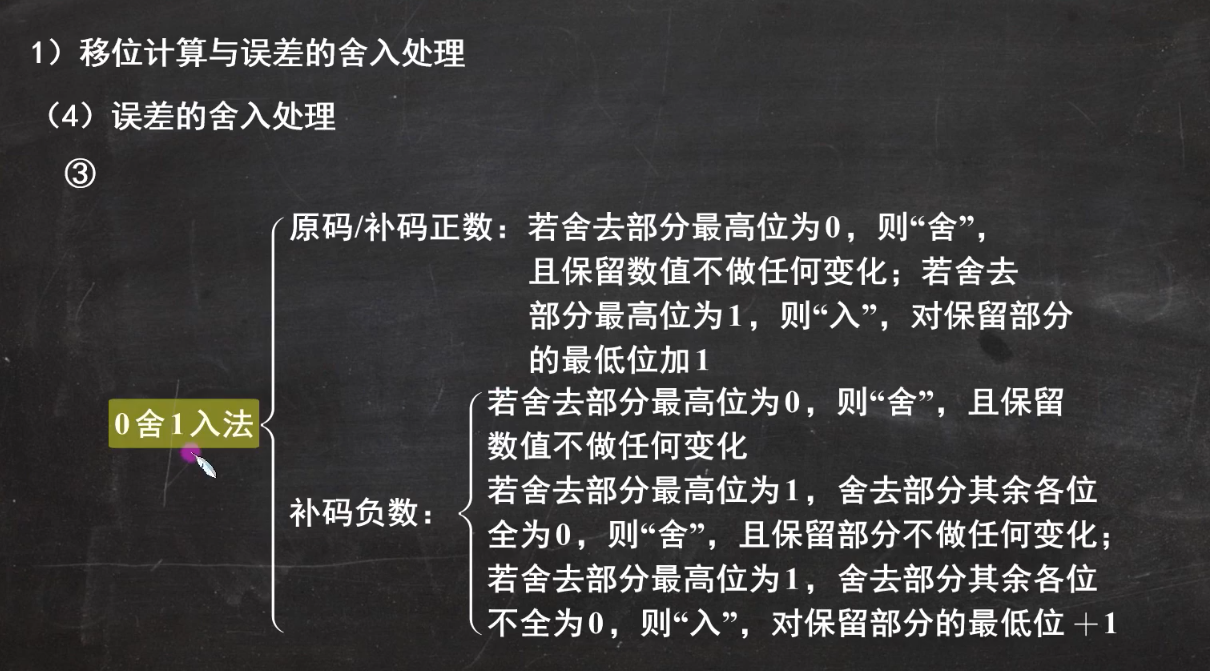 1）移位计算与误差的舍入处理
（4）误差的舍入处理
③
原码/补码正数：若舍去部分最高位为0，则“舍”，
且保留数值不做任何变化；若舍去
部分最高位为1，则“入”，对保留部分
的最低位加1
0舍1入法
补码负数：
若舍去部分最高位为0，则“舍”，且保留
数值不做任何变化
若舍去部分最高位为1，舍去部分其余各位
全为0，则“舍”，且保留部分不做任何变化；
若舍去部分最高位为1，舍去部分其余各位
不全为0，则“入”，对保留部分的最低位＋1